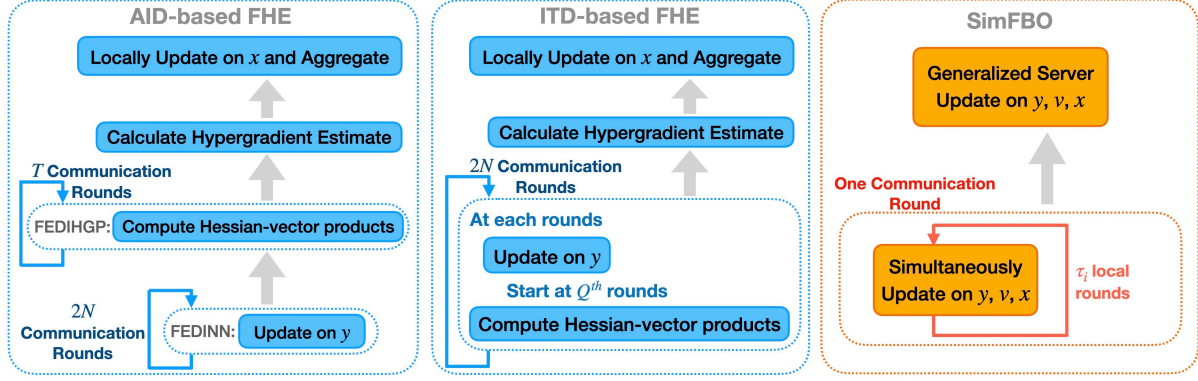 AID-based FHE
Locally Update on x and Aggregate
Calculate Hypergradient Estimate
T Communication
Rounds
FEDIHGP: Compute Hessian-vector products
2N
Communication
Rounds
FEDINN: Update on y
ITD-based FHE
Locally Update on x and Aggregate
Calculate Hypergradient Estimate
2N Communication
Rounds
At each rounds
Update on y
Start at Q^th rounds
Compute Hessian-vector products
SimFBO
Generalized Server
Update on y, v, x
One Communication
Round
Simultaneously
Update on y, v, x
τ_i local
rounds